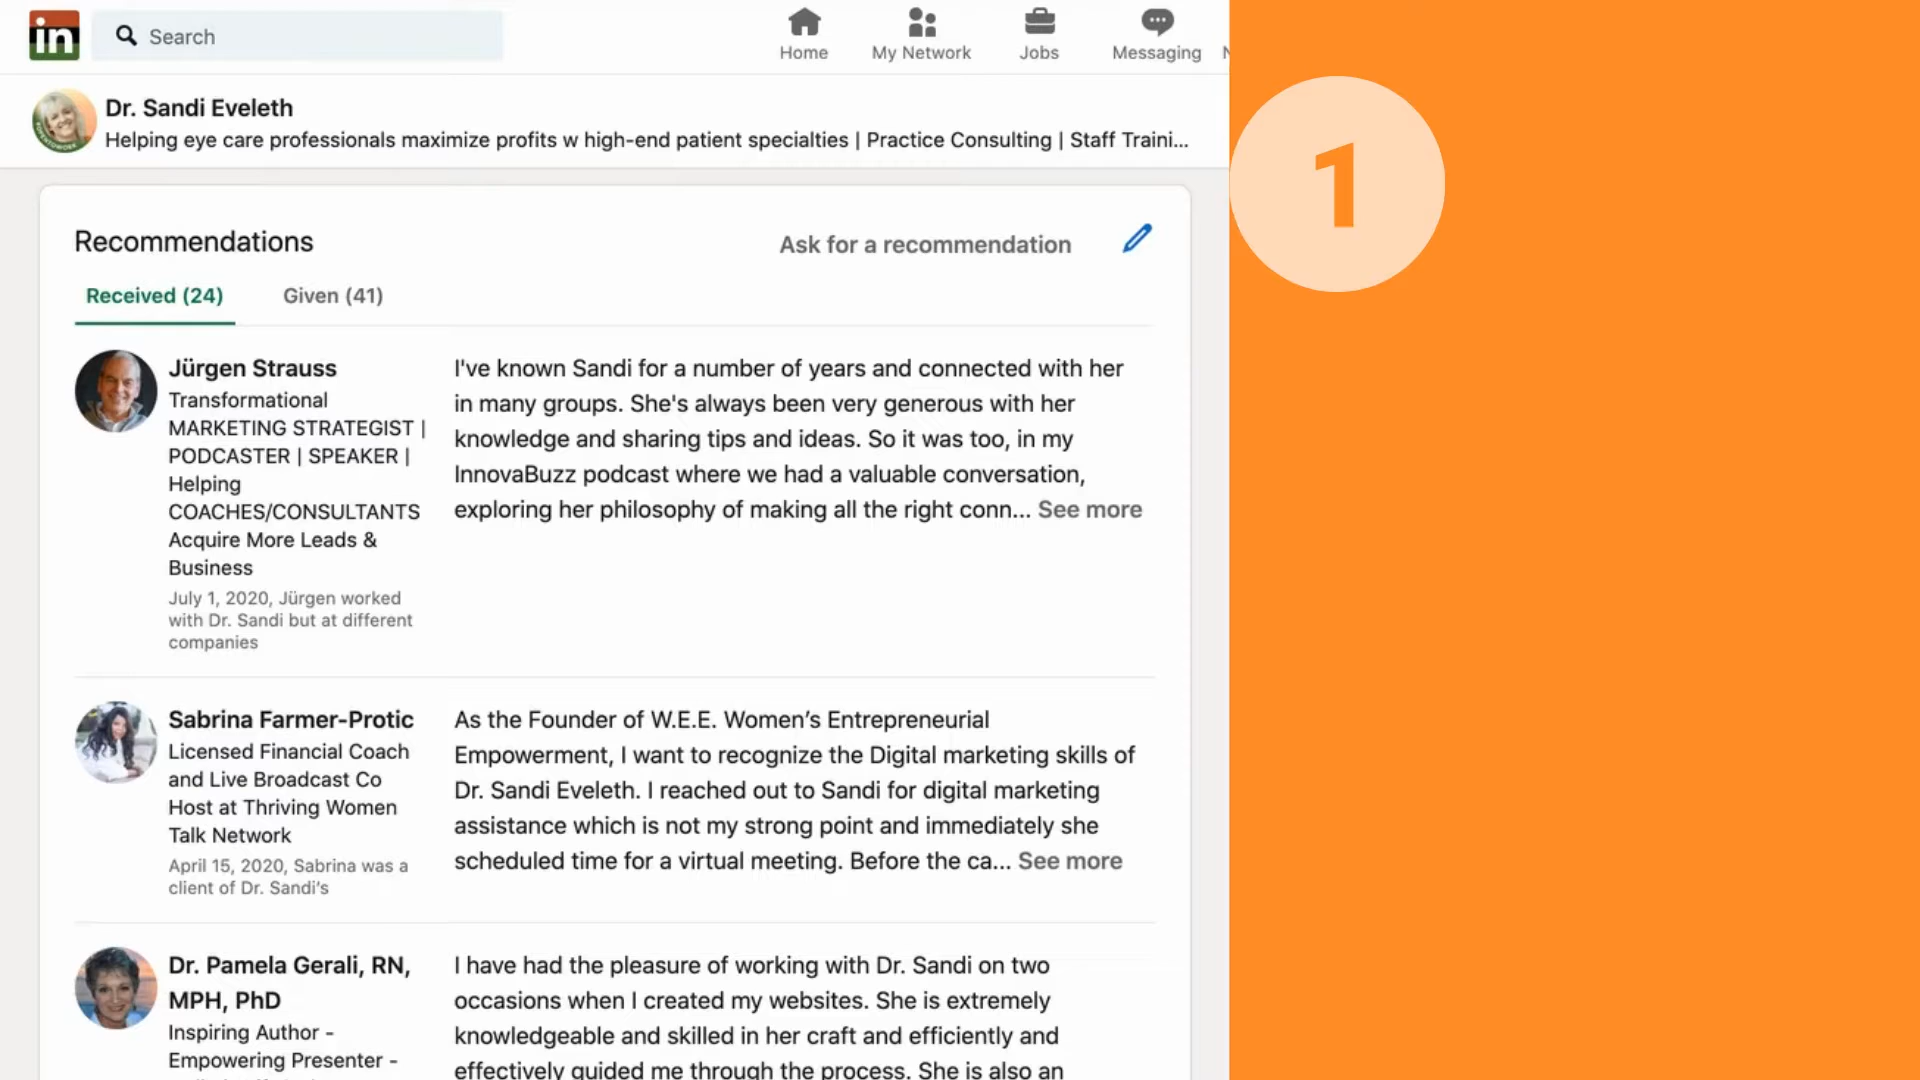 in
Search
Home
My Network
Jobs
Messaging
Dr. Sandi Eveleth
Helping eye care professionals maximize profits w high-end patient specialties | Practice Consulting | Staff Traini...
1
Recommendations
Ask for a recommendation
Received (24)
Given (41)
Jürgen Strauss
Transformational
MARKETING STRATEGIST |
PODCASTER | SPEAKER |
Helping
COACHES/CONSULTANTS
Acquire More Leads &
Business
July 1, 2020, Jürgen worked
with Dr. Sandi but at different
companies
I've known Sandi for a number of years and connected with her
in many groups. She's always been very generous with her
knowledge and sharing tips and ideas. So it was too, in my
InnovaBuzz podcast where we had a valuable conversation,
exploring her philosophy of making all the right conn... See more
Sabrina Farmer-Protic
Licensed Financial Coach
and Live Broadcast Co
Host at Thriving Women
Talk Network
April 15, 2020, Sabrina was a
client of Dr. Sandi's
As the Founder of W.E.E. Women’s Entrepreneurial
Empowerment, I want to recognize the Digital marketing skills of
Dr. Sandi Eveleth. I reached out to Sandi for digital marketing
assistance which is not my strong point and immediately she
scheduled time for a virtual meeting. Before the ca... See more
Dr. Pamela Gerali, RN,
MPH, PhD
Inspiring Author -
Empowering Presenter -
I have had the pleasure of working with Dr. Sandi on two
occasions when I created my websites. She is extremely
knowledgeable and skilled in her craft and efficiently and
effectively guided me through the process. She is also an